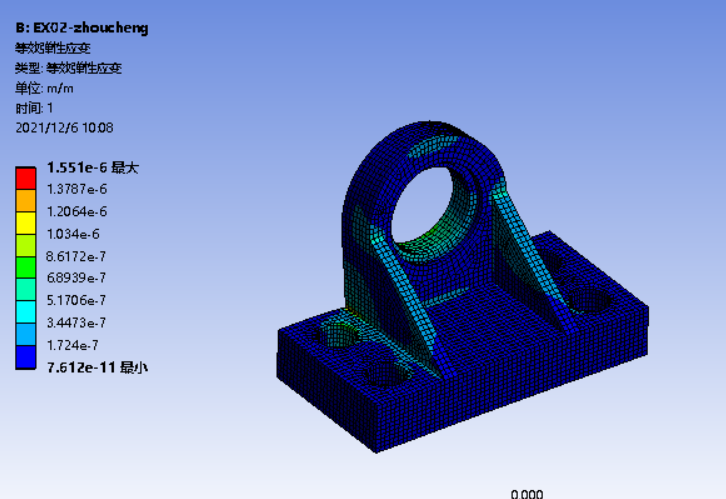 B: EX02-zhoucheng
等效弹性应变
类型: 等效弹性应变
单位: m/m
时间: 1
2021/12/6 10:08
1.551e-6 最大
1.3787e-6
1.2064e-6
1.034e-6
8.6172e-7
6.8939e-7
5.1706e-7
3.4473e-7
1.724e-7
7.612e-11 最小
0.000